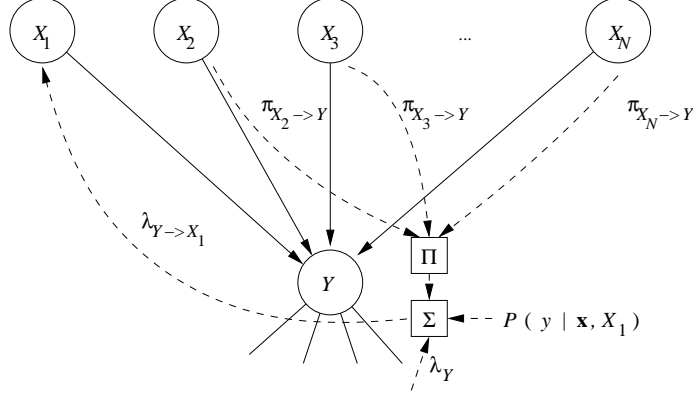 X1 X2 X3 ... XN
πX2−>Y πX3−>Y πXN−>Y
λY−>X1
Π
Y
Σ P ( y | x, X1 )
λY